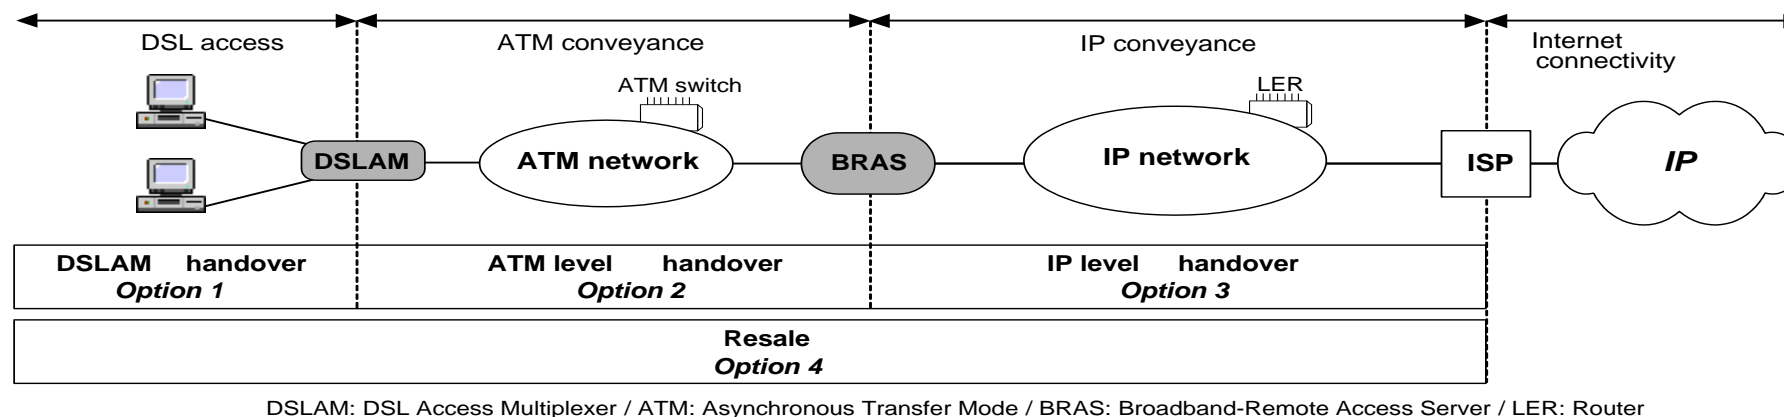 DSL access
ATM conveyance
IP conveyance
Internet
connectivity
ATM switch
LER
DSLAM
ATM network
BRAS
IP network
ISP
IP
DSLAM handover
Option 1
ATM level handover
Option 2
IP level handover
Option 3
Resale
Option 4
DSLAM: DSL Access Multiplexer / ATM: Asynchronous Transfer Mode / BRAS: Broadband-Remote Access Server / LER: Router